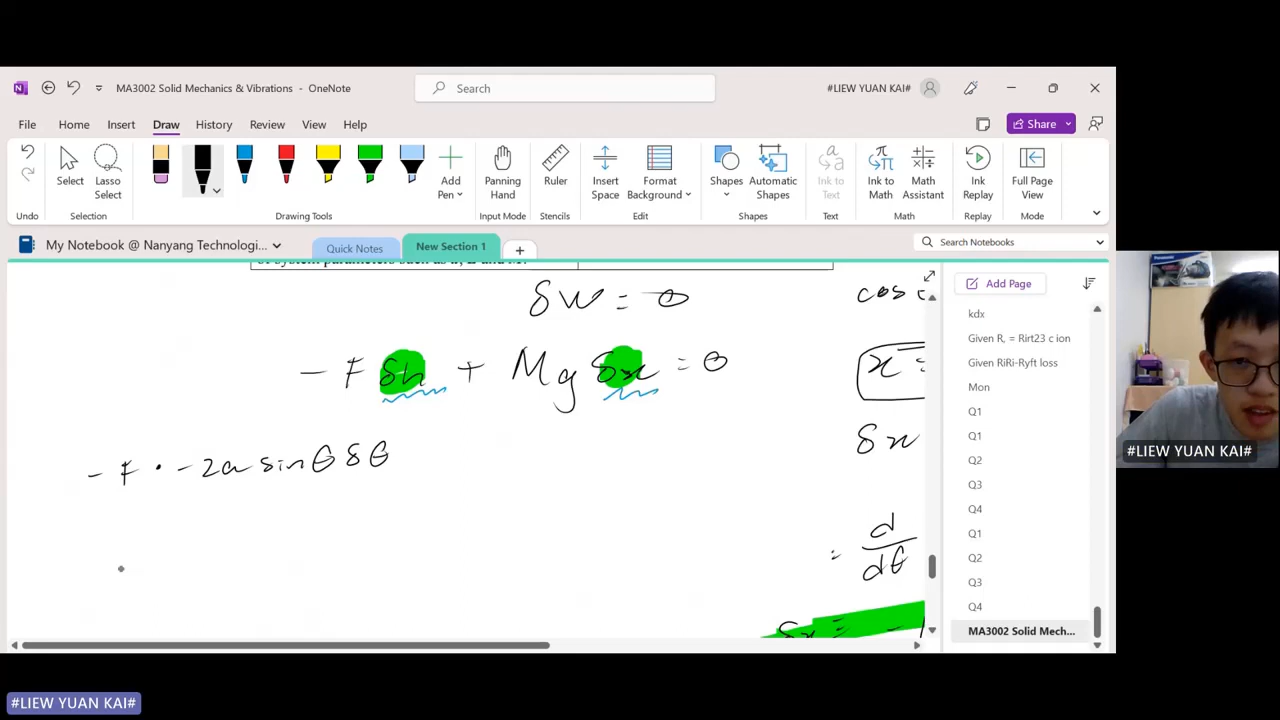 MA3002 Solid Mechanics & Vibrations - OneNote
Search
#LIEW YUAN KAI#
File Home Insert Draw History Review View Help
Share
Undo
Select
Lasso Select
Add Pen
Panning Hand
Ruler
Insert Space
Format Background
Shapes
Automatic Shapes
Ink to Text
Ink to Math
Math Assistant
Ink Replay
Full Page View
Undo
Selection
Drawing Tools
Input Mode
Stencils
Edit
Shapes
Text
Math
Replay
Mode
My Notebook @ Nanyang Technologi...
Quick Notes
New Section 1
Search Notebooks
δW = 0
cos
- F δh + Mg δx = 0
x =
δx
- F · - 2a sinθ δθ
= d/dθ
δx = -
Add Page
kdx
Given R, = Rirt23 c ion
Given RiRi-Ryft loss
Mon
Q1
Q1
Q2
Q3
Q4
Q1
Q2
Q3
Q4
MA3002 Solid Mech...
#LIEW YUAN KAI#
#LIEW YUAN KAI#